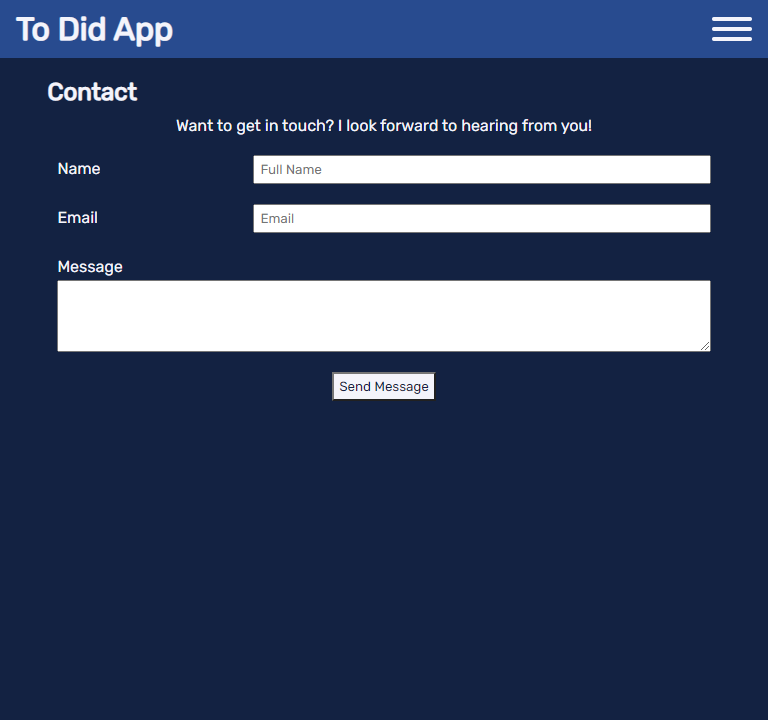 To Did App
Contact
Want to get in touch? I look forward to hearing from you!
Name
Full Name
Email
Email
Message
Send Message